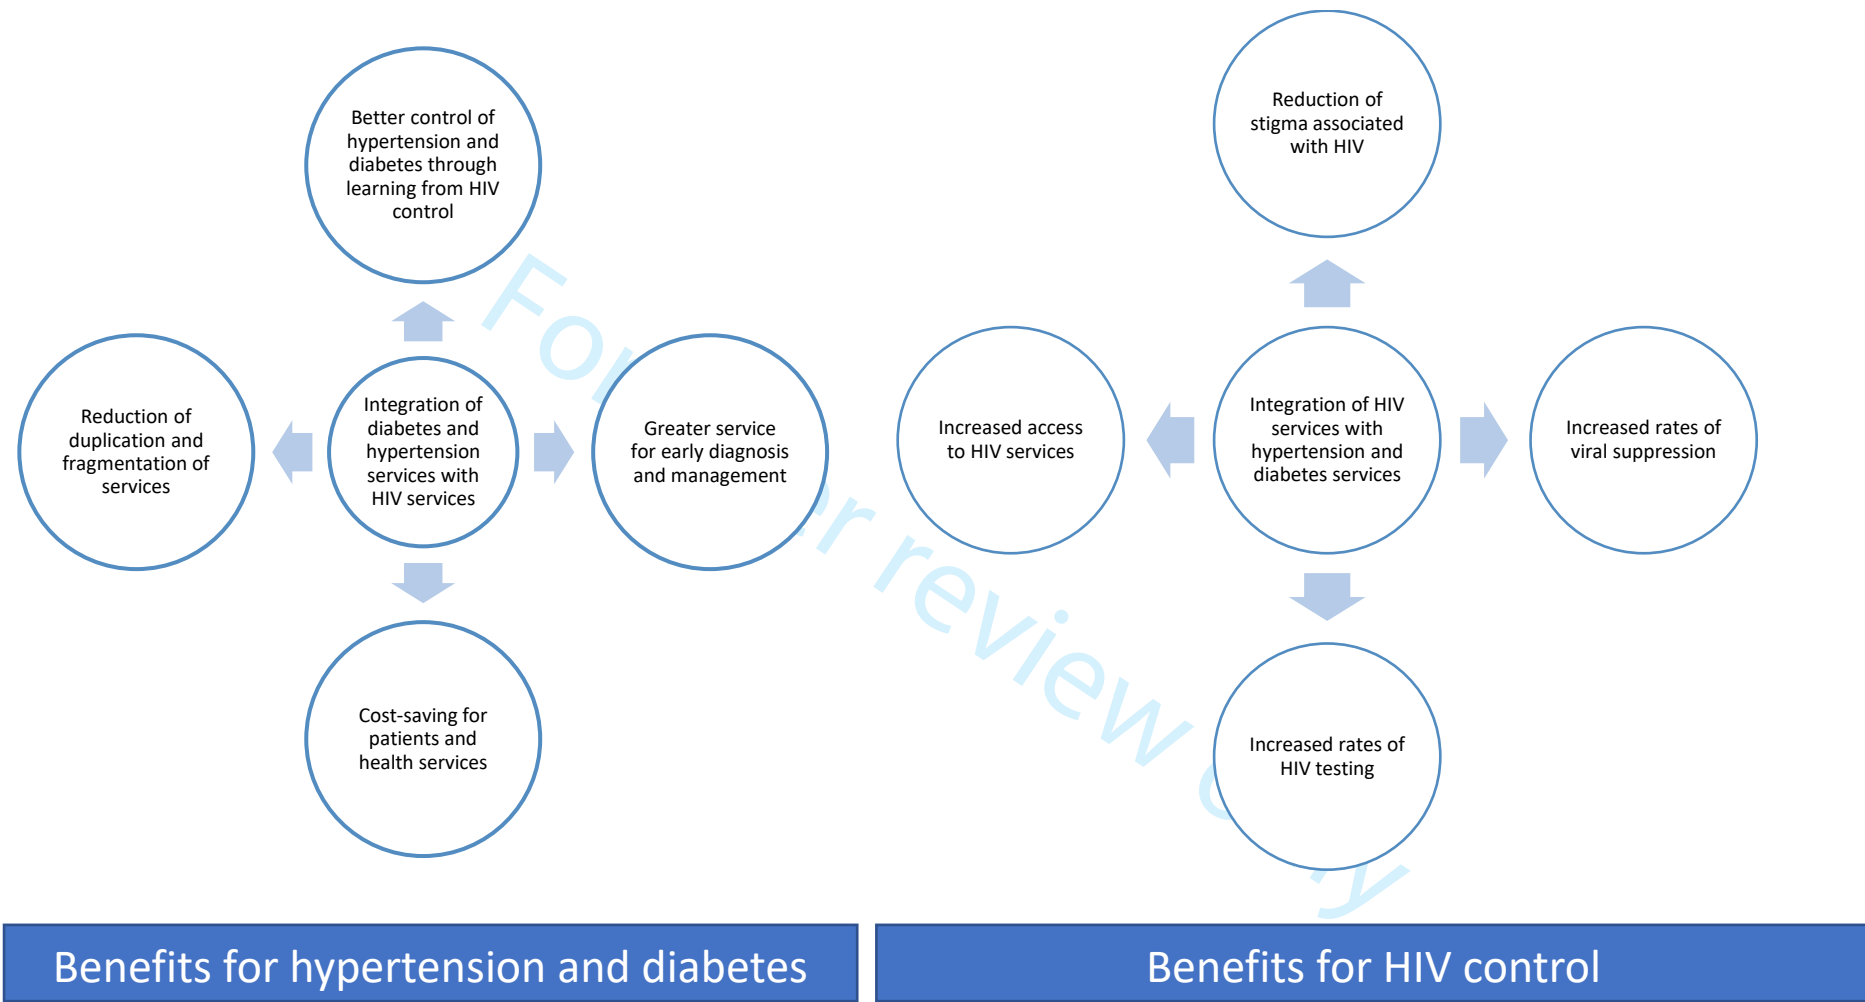 Better control of
hypertension and
diabetes through
learning from HIV
control
Reduction of
duplication and
fragmentation of
services
Integration of
diabetes and
hypertension
services with
HIV services
Greater service
for early diagnosis
and management
Cost-saving for
patients and
health services
Benefits for hypertension and diabetes
Reduction of
stigma associated
with HIV
Increased access
to HIV services
Integration of HIV
services with
hypertension and
diabetes services
Increased rates of
viral suppression
Increased rates of
HIV testing
Benefits for HIV control
For
review